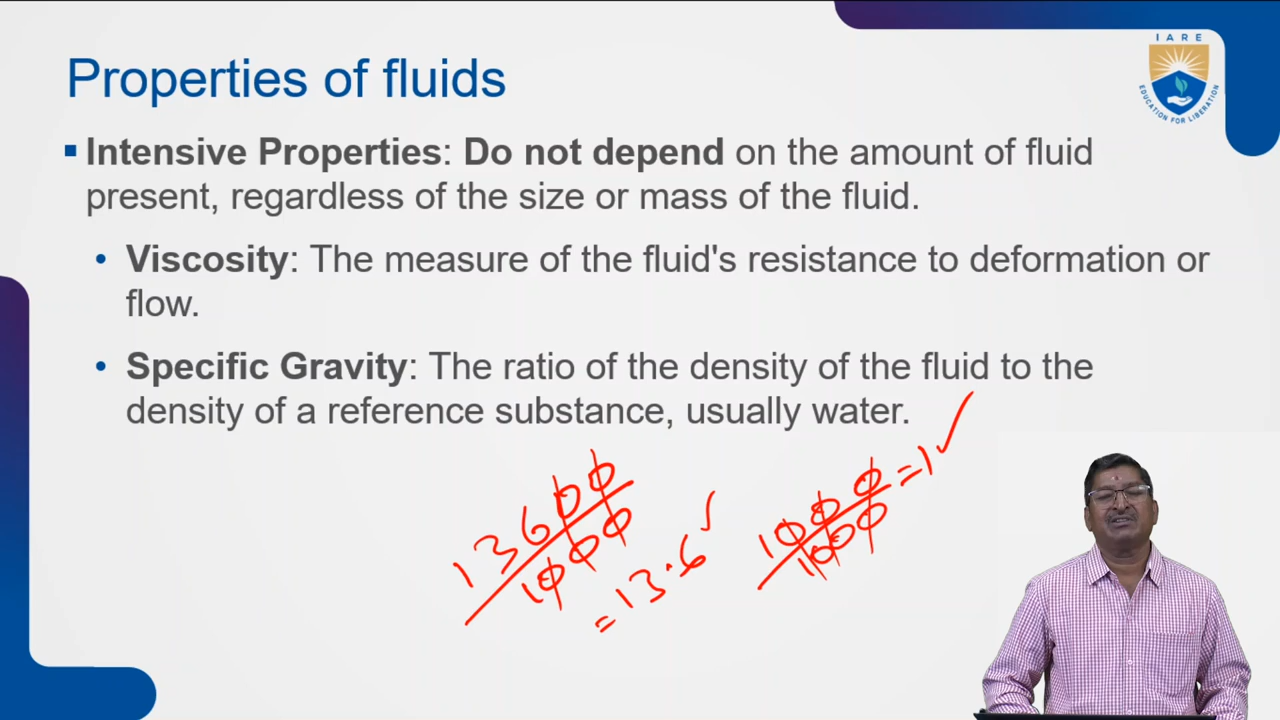 IARE
EDUCATION FOR LIBERATION
Properties of fluids
▪ Intensive Properties: Do not depend on the amount of fluid
present, regardless of the size or mass of the fluid.
• Viscosity: The measure of the fluid's resistance to deformation or
flow.
• Specific Gravity: The ratio of the density of the fluid to the
density of a reference substance, usually water.
13600
1000
= 13.6 ✓
1000
1000
= 1 ✓